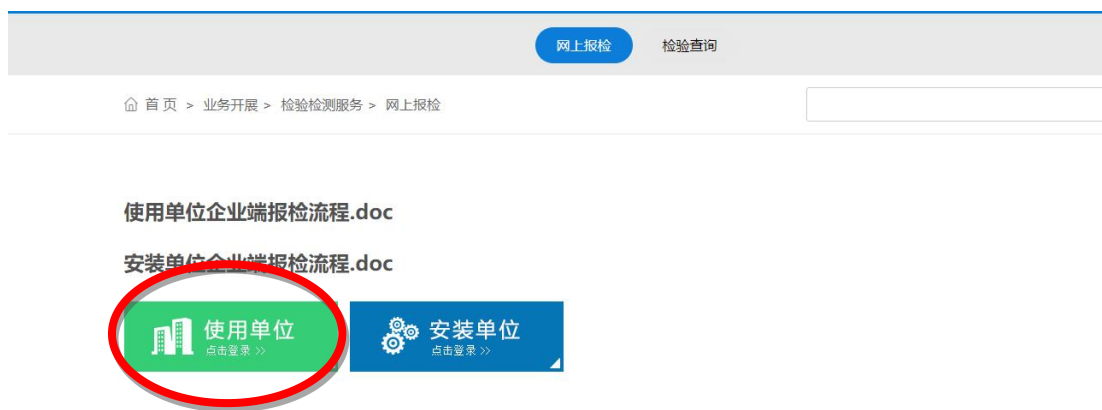 网上报检 检验查询
首页 > 业务开展 > 检验检测服务 > 网上报检
使用单位企业端报检流程.doc
安装单位企业端报检流程.doc
使用单位 安装单位
点击登录 >> 点击登录 >>